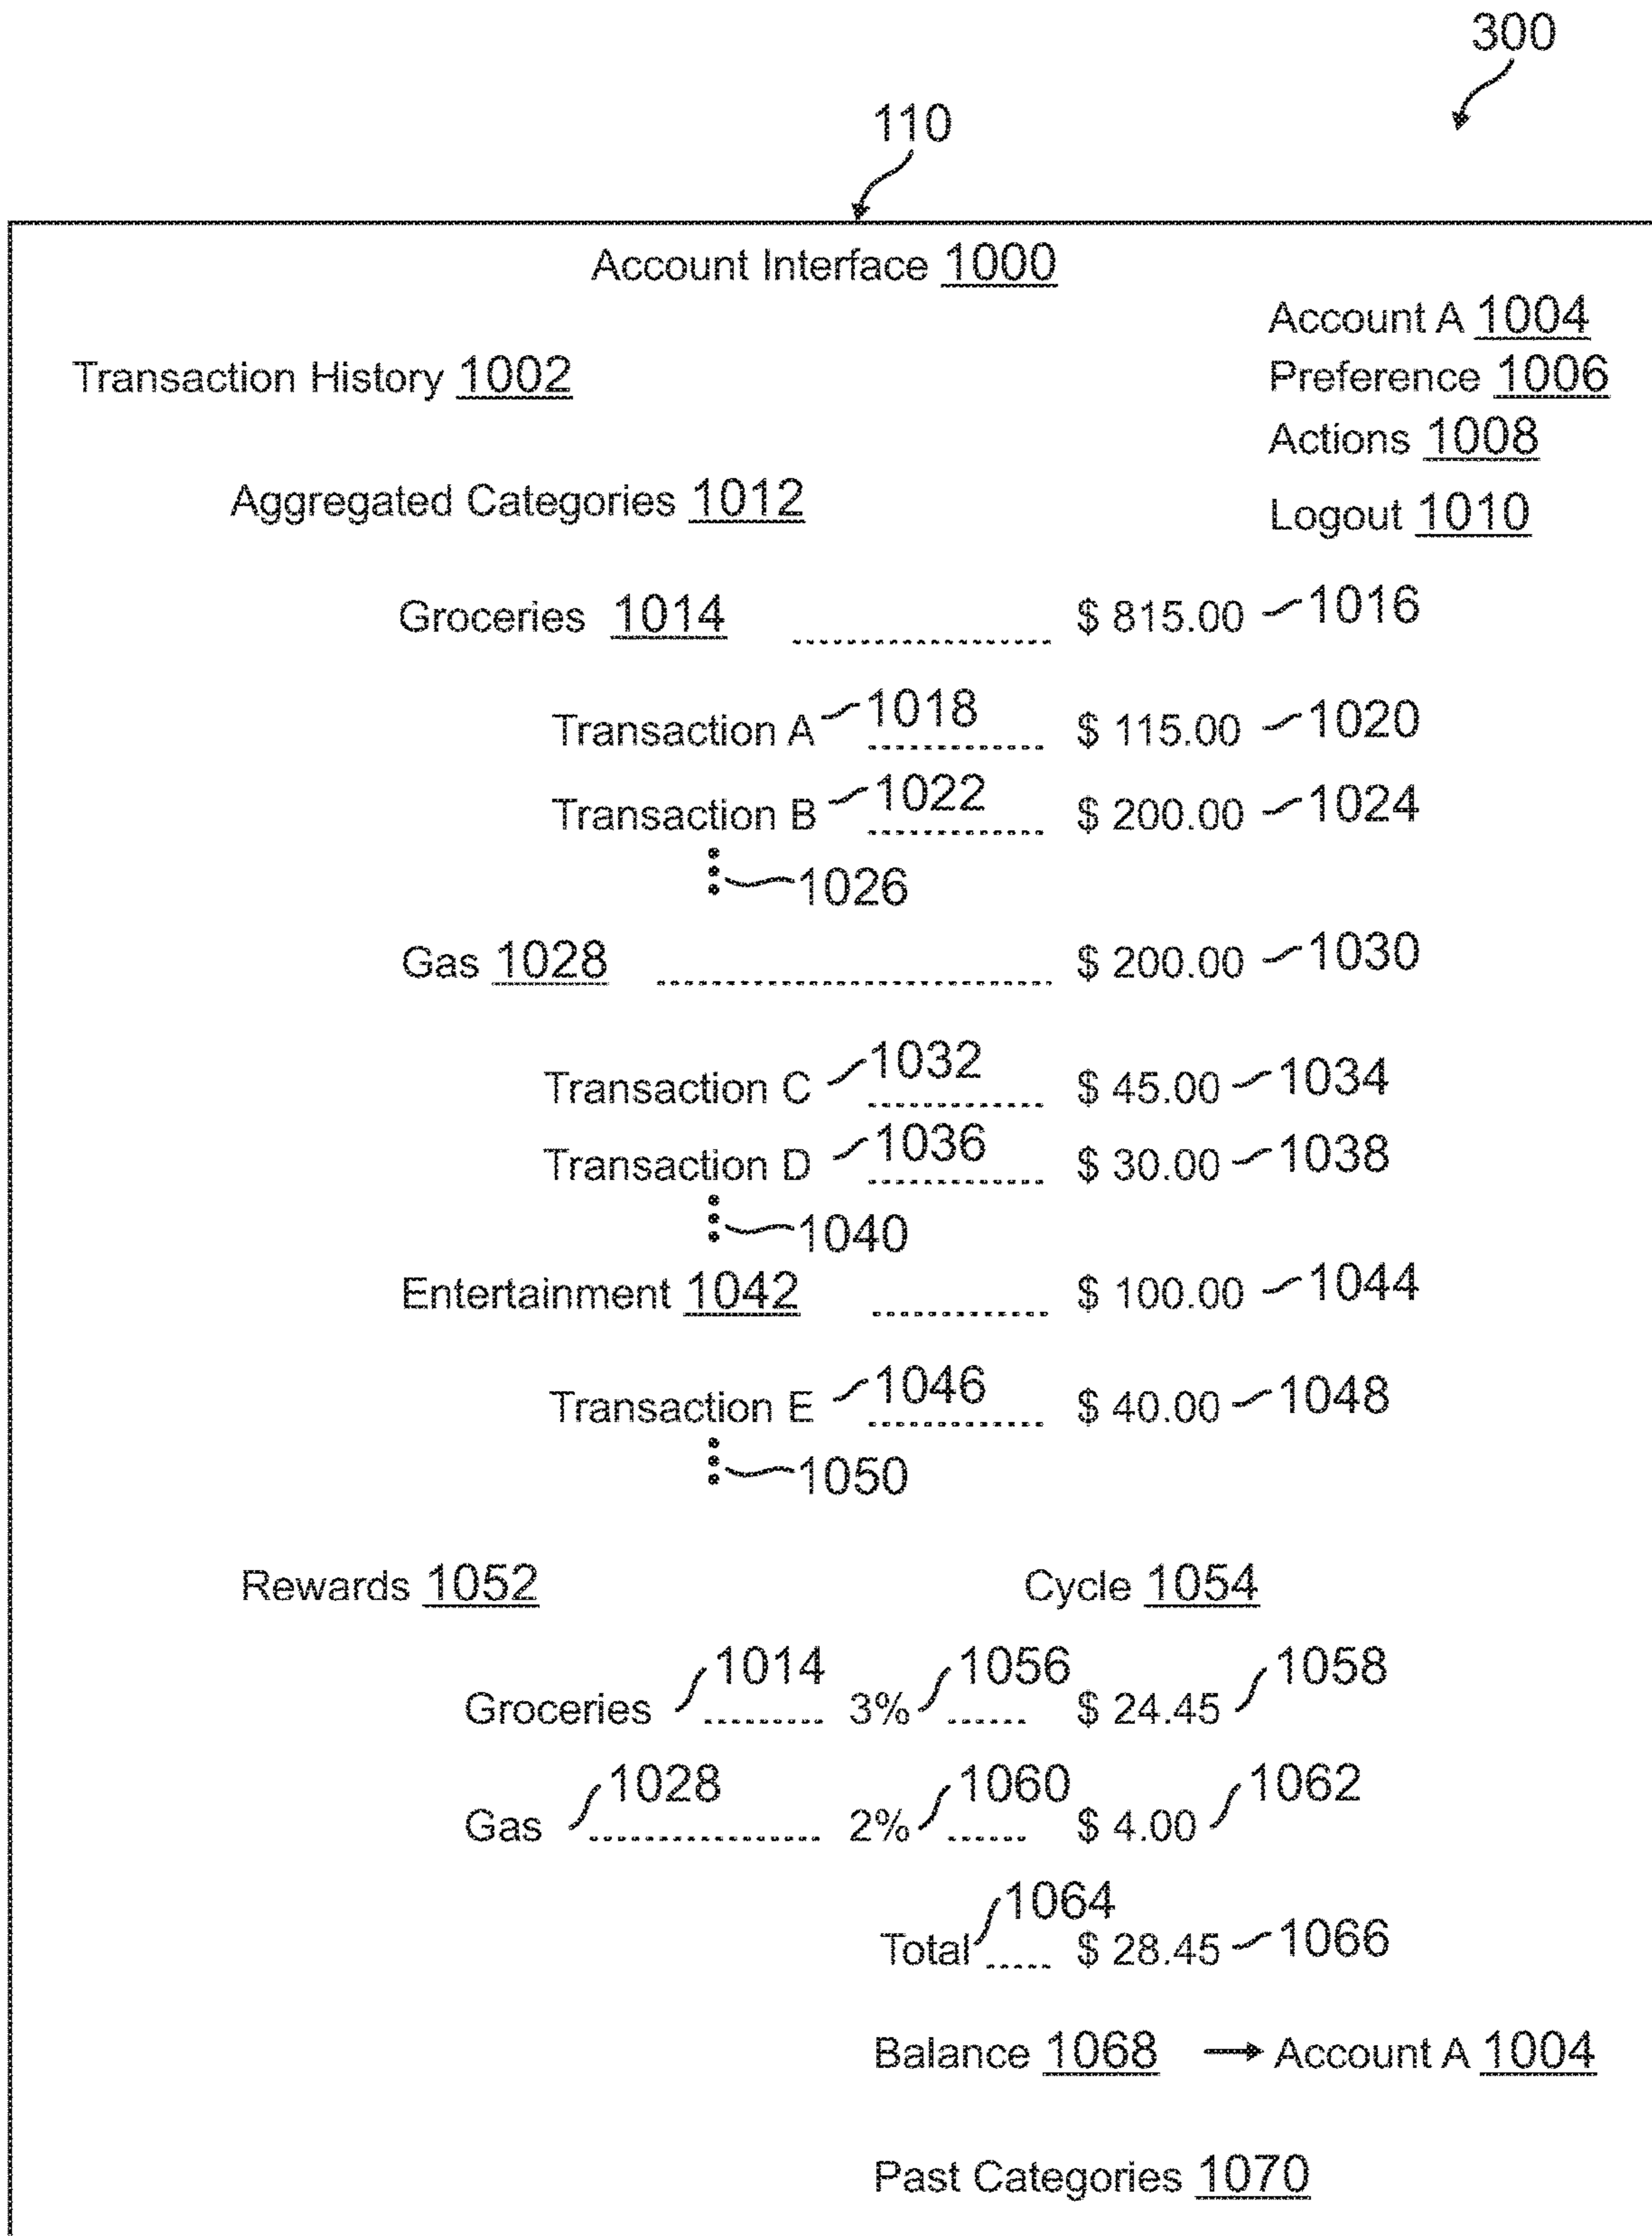 300
110
Account Interface 1000
Account A 1004
Transaction History 1002
Preference 1006
Actions 1008
Aggregated Categories 1012
Logout 1010
Groceries 1014 $ 815.00 1016
Transaction A 1018 $ 115.00 1020
Transaction B 1022 $ 200.00 1024
1026
Gas 1028 $ 200.00 1030
Transaction C 1032 $ 45.00 1034
Transaction D 1036 $ 30.00 1038
1040
Entertainment 1042 $ 100.00 1044
Transaction E 1046 $ 40.00 1048
1050
Rewards 1052 Cycle 1054
Groceries 1014 3% 1056 $ 24.45 1058
Gas 1028 2% 1060 $ 4.00 1062
Total 1064 $ 28.45 1066
Balance 1068 → Account A 1004
Past Categories 1070